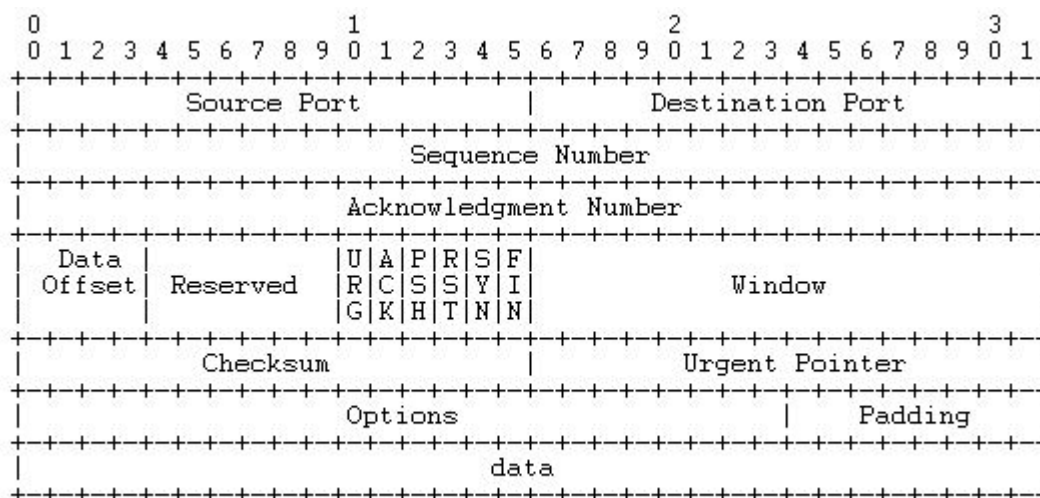 0 1 2 3
0 1 2 3 4 5 6 7 8 9 0 1 2 3 4 5 6 7 8 9 0 1 2 3 4 5 6 7 8 9 0 1
Source Port | Destination Port
Sequence Number
Acknowledgment Number
Data |U|A|P|R|S|F|
Offset| Reserved |R|C|S|S|Y|I| Window
|G|K|H|T|N|N|
Checksum | Urgent Pointer
Options | Padding
data